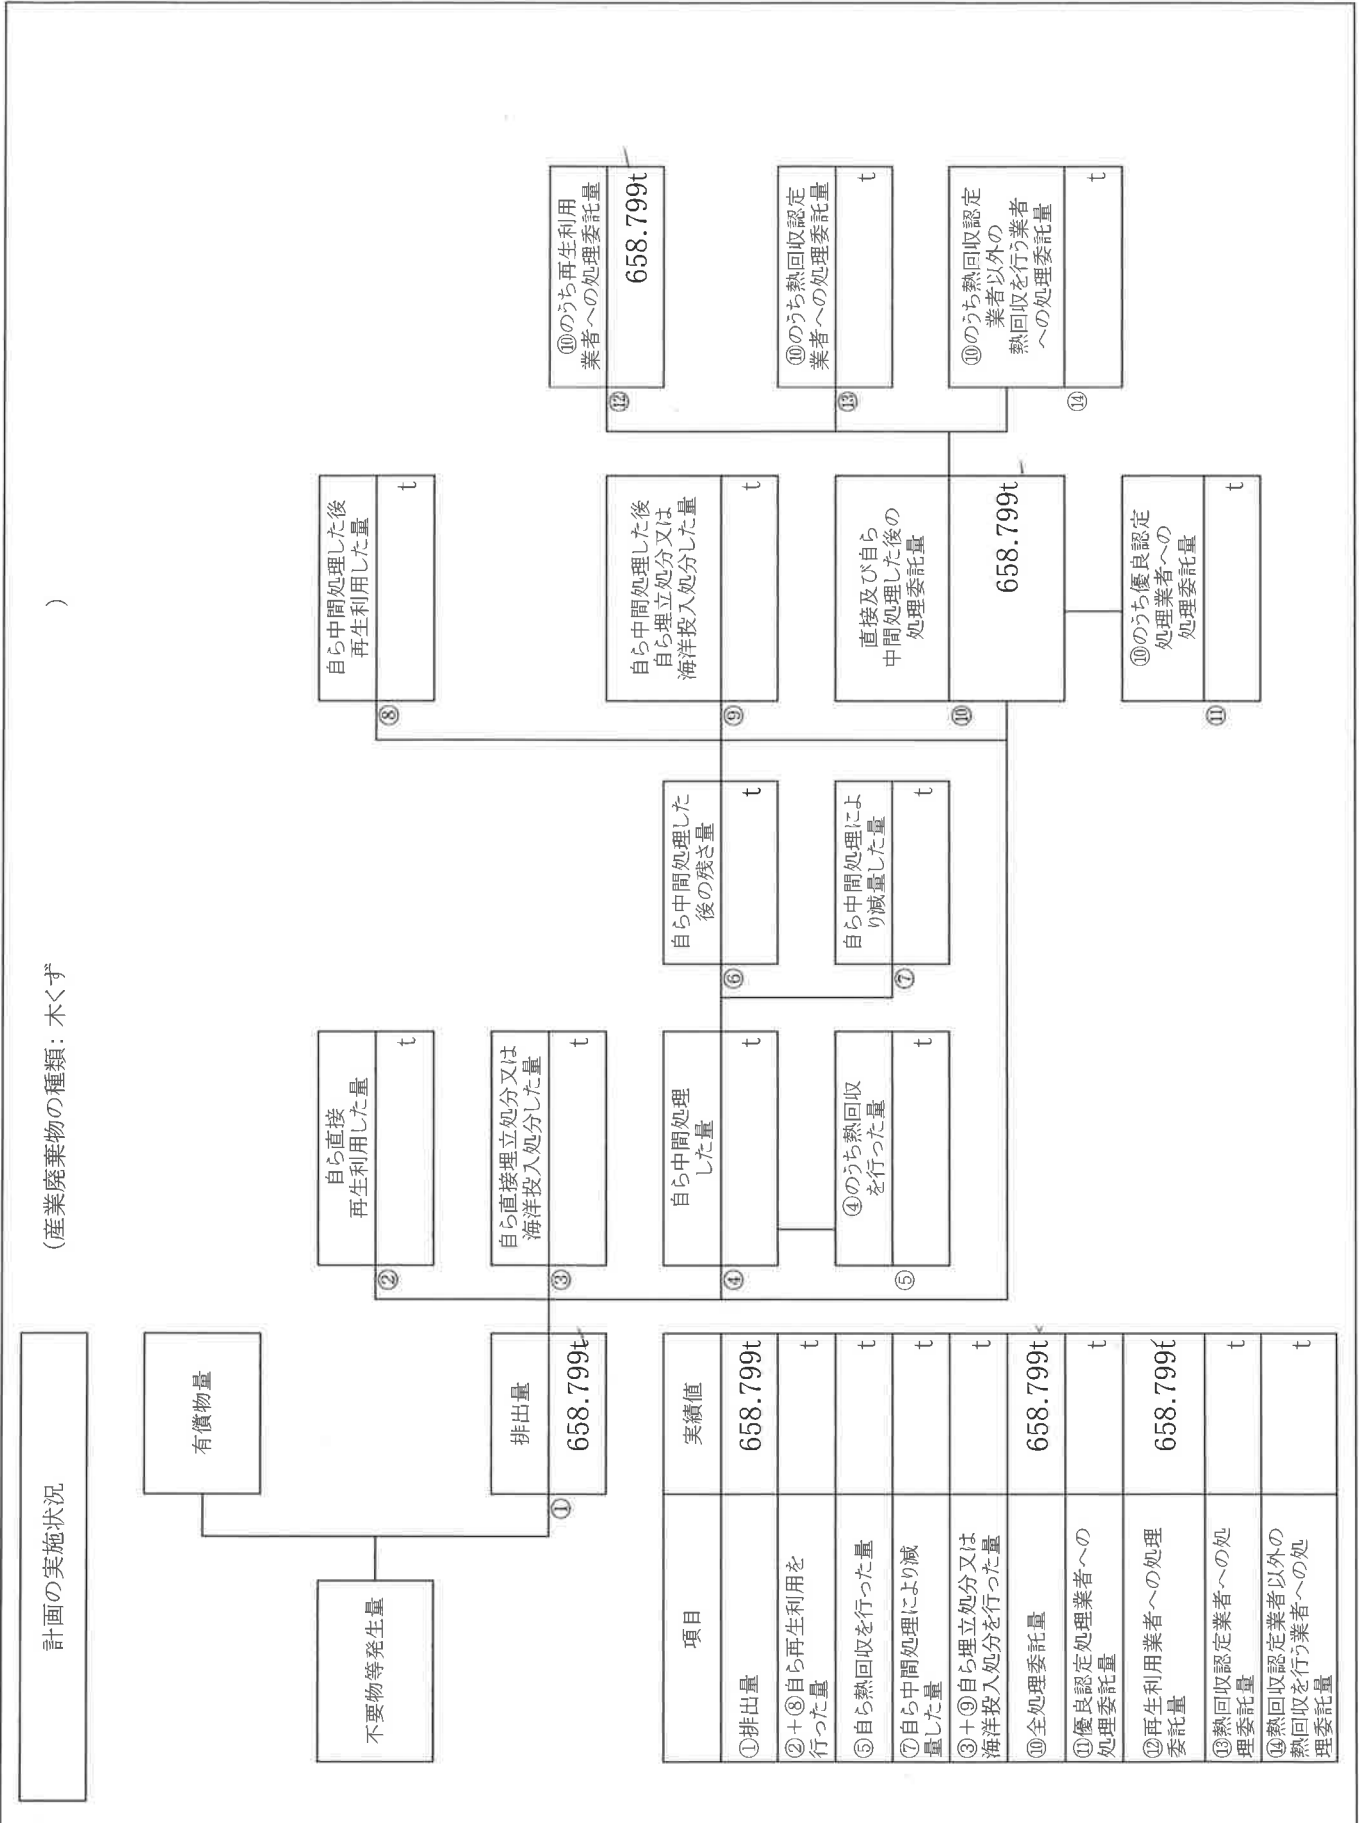 計画の実施状況
(産業廃棄物の種類: 木くず )
不要物等発生量
有償物量
①
排出量
658.799t
②
自ら直接
再生利用した量
t
③
自ら直接埋立処分又は
海洋投入処分した量
t
④
自ら中間処理
した量
t
⑤
④のうち熱回収
を行った量
t
⑥
自ら中間処理した
後の残さ量
t
⑦
自ら中間処理によ
り減量した量
t
⑧
自ら中間処理した後
再生利用した量
t
⑨
自ら中間処理した後
自ら埋立処分又は
海洋投入処分した量
t
⑩
直接及び自ら
中間処理した後の
処理委託量
658.799t
⑪
⑩のうち優良認定
処理業者への
処理委託量
t
⑫
⑩のうち再生利用
業者への処理委託量
658.799t
⑬
⑩のうち熱回収認定
業者への処理委託量
t
⑭
⑩のうち熱回収認定
業者以外の
熱回収を行う業者
への処理委託量
t
項目 実績値
①排出量 658.799t
②+⑧自ら再生利用を
行った量 t
⑤自ら熱回収を行った量 t
⑦自ら中間処理により減
量した量 t
③+⑨自ら埋立処分又は
海洋投入処分を行った量 t
⑩全処理委託量 658.799t
⑪優良認定処理業者への
処理委託量 t
⑫再生利用業者への処理
委託量 658.799t
⑬熱回収認定業者への処
理委託量 t
⑭熱回収認定業者以外の
熱回収を行う業者への処
理委託量 t